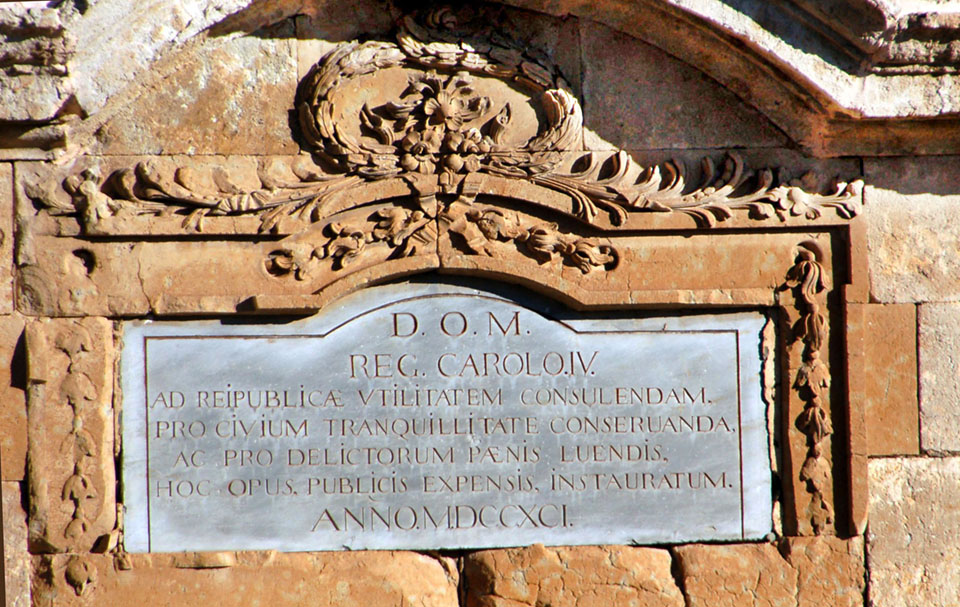 D. O. M.
REG. CAROLO.IV.
AD REIPUBLICÆ VTILITATEM CONSULENDAM.
PRO CIVIUM TRANQUILLITATE CONSERUANDA,
AC PRO DELICTORUM PÆNIS LUENDIS,
HOC OPUS, PUBLICIS EXPENSIS, INSTAURATUM.
ANNO.MDCCXCI.